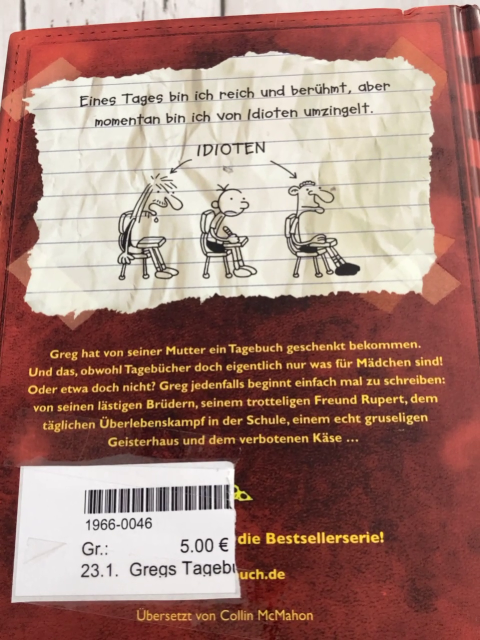 Eines Tages bin ich reich und berühmt, aber
momentan bin ich von Idioten umzingelt.
IDIOTEN
Greg hat von seiner Mutter ein Tagebuch geschenkt bekommen.
Und das, obwohl Tagebücher doch eigentlich nur was für Mädchen sind!
Oder etwa doch nicht? Greg jedenfalls beginnt einfach mal zu schreiben:
von seinen lästigen Brüdern, seinem trotteligen Freund Rupert, dem
täglichen Überlebenskampf in der Schule, einem echt gruseligen
Geisterhaus und dem verbotenen Käse ...
1966-0046
Gr.: 5.00 €
23.1. Gregs Tagebu
die Bestsellerserie!
buch.de
Übersetzt von Collin McMahon